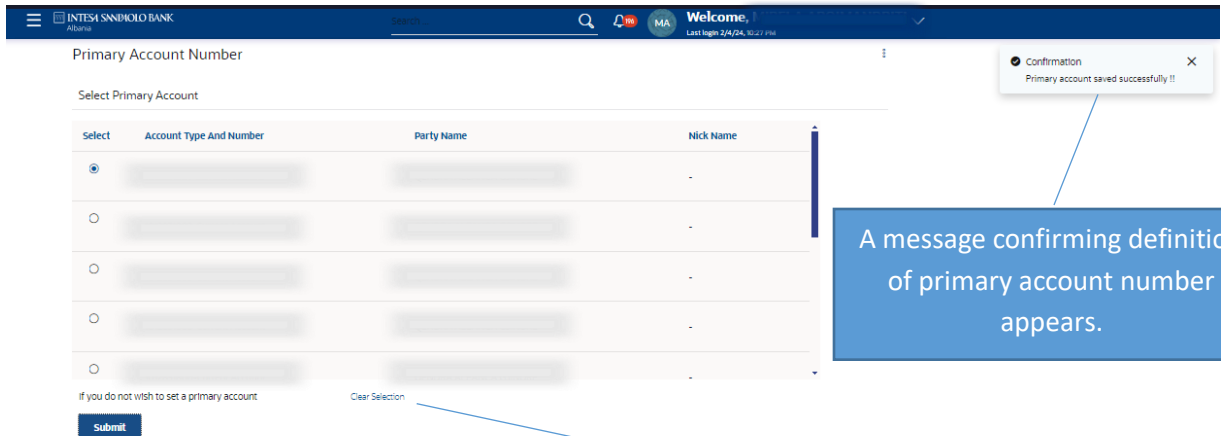 INTESA SANPAOLO BANK
Albania
Search...
196
MA
Welcome,
Last login 2/4/24, 10:27 PM
Primary Account Number
Confirmation
Primary account saved successfully !!
Select Primary Account
Select Account Type And Number Party Name Nick Name
-
-
-
-
-
A message confirming definitio
of primary account number
appears.
If you do not wish to set a primary account Clear Selection
Submit